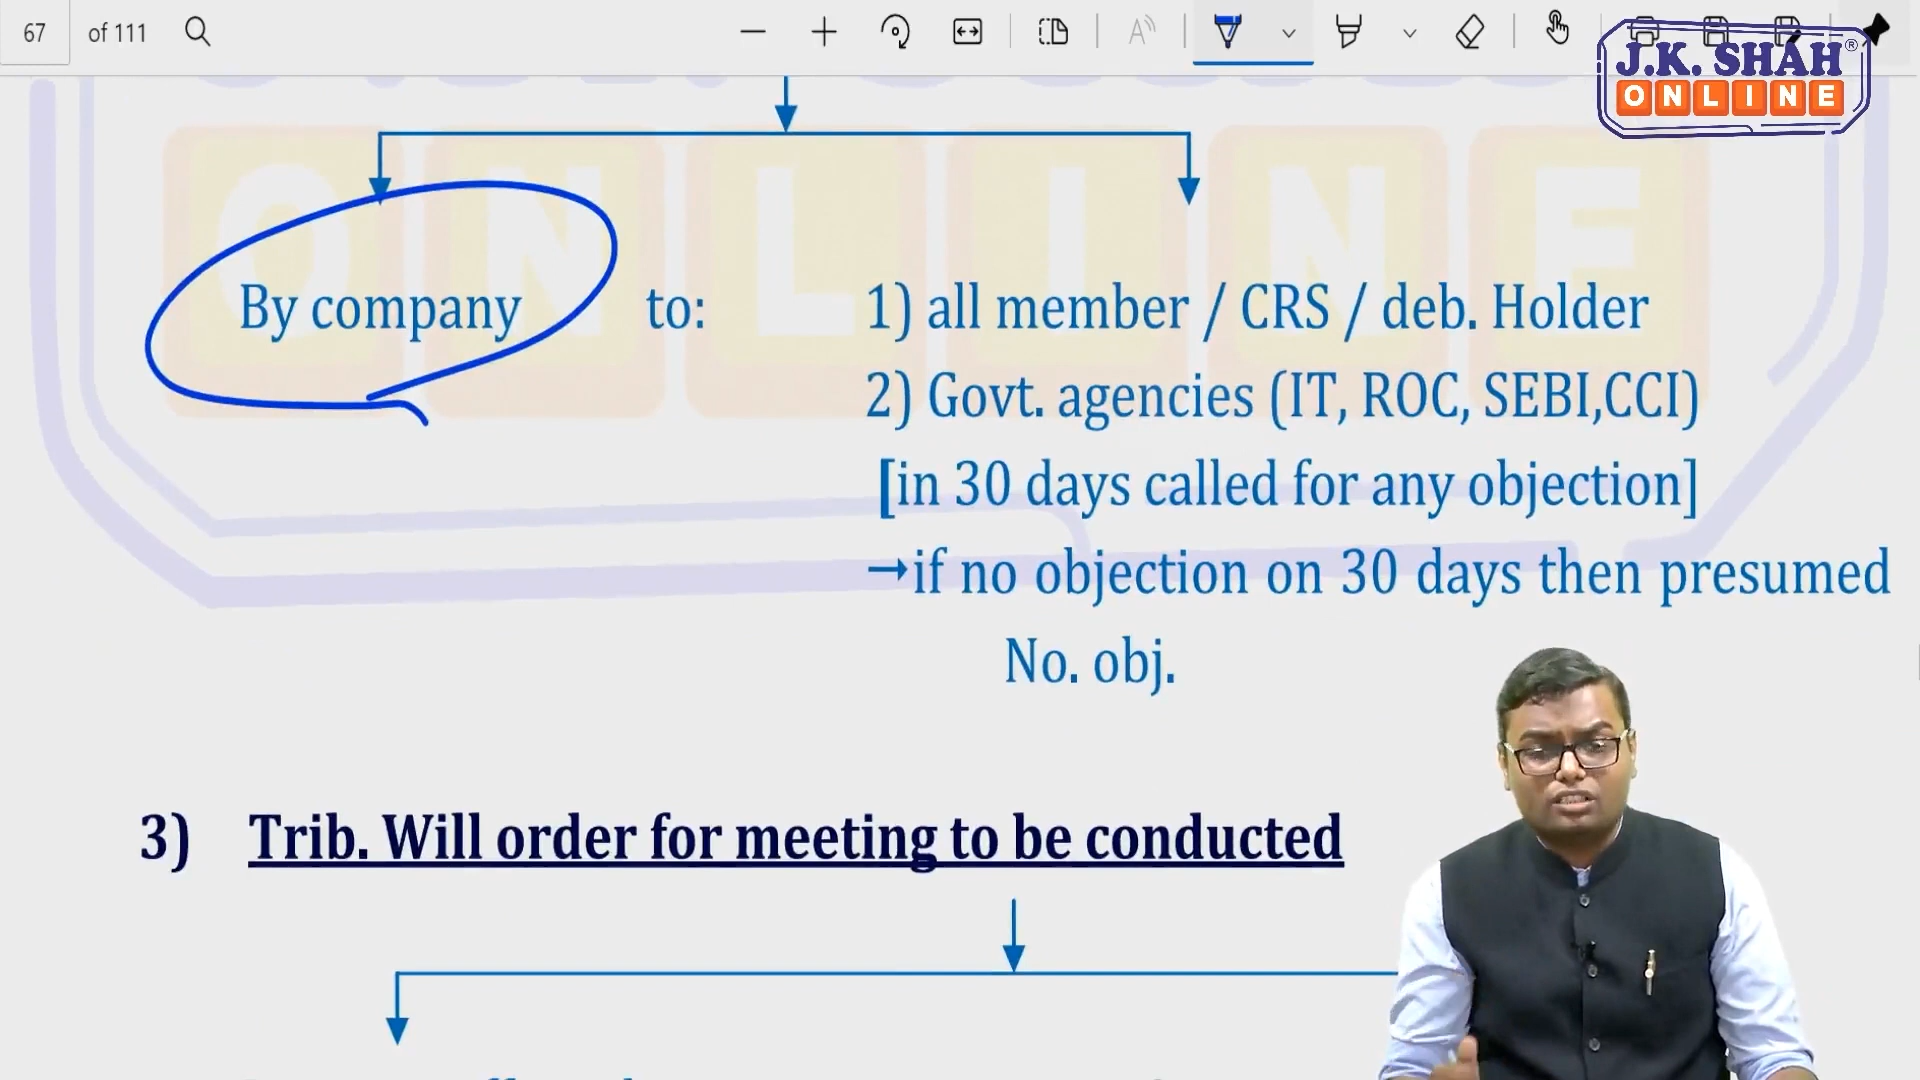 67 of 111
J.K. SHAH®
ONLINE
ONLINE
By company to: 1) all member / CRS / deb. Holder
2) Govt. agencies (IT, ROC, SEBI,CCI)
[in 30 days called for any objection]
→if no objection on 30 days then presumed
No. obj.
3) Trib. Will order for meeting to be conducted